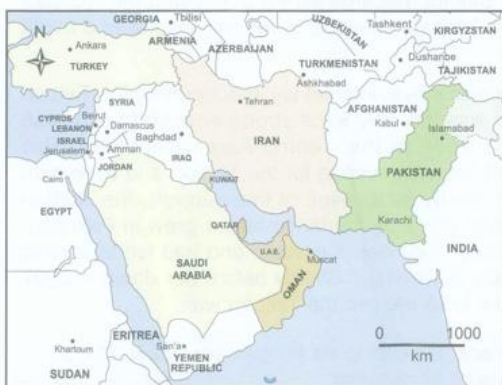 GEORGIA
Tbilisi
UZBEKISTAN
Tashkent
KIRGYZSTAN
N
Ankara
ARMENIA
AZERBAIJAN
Dushanbe
TURKEY
TURKMENISTAN
TAJIKISTAN
Ashkhabad
SYRIA
Tehran
AFGHANISTAN
CYPRUS
Beirut
LEBANON
Damascus
Kabul
Islamabad
ISRAEL
Baghdad
IRAN
Jerusalem
Amman
IRAQ
JORDAN
PAKISTAN
Cairo
KUWAIT
EGYPT
QATAR
Karachi
U.A.E.
Muscat
INDIA
SAUDI
ARABIA
OMAN
0 1000
km
ERITREA
Khartoum
San'a
YEMEN
REPUBLIC
SUDAN